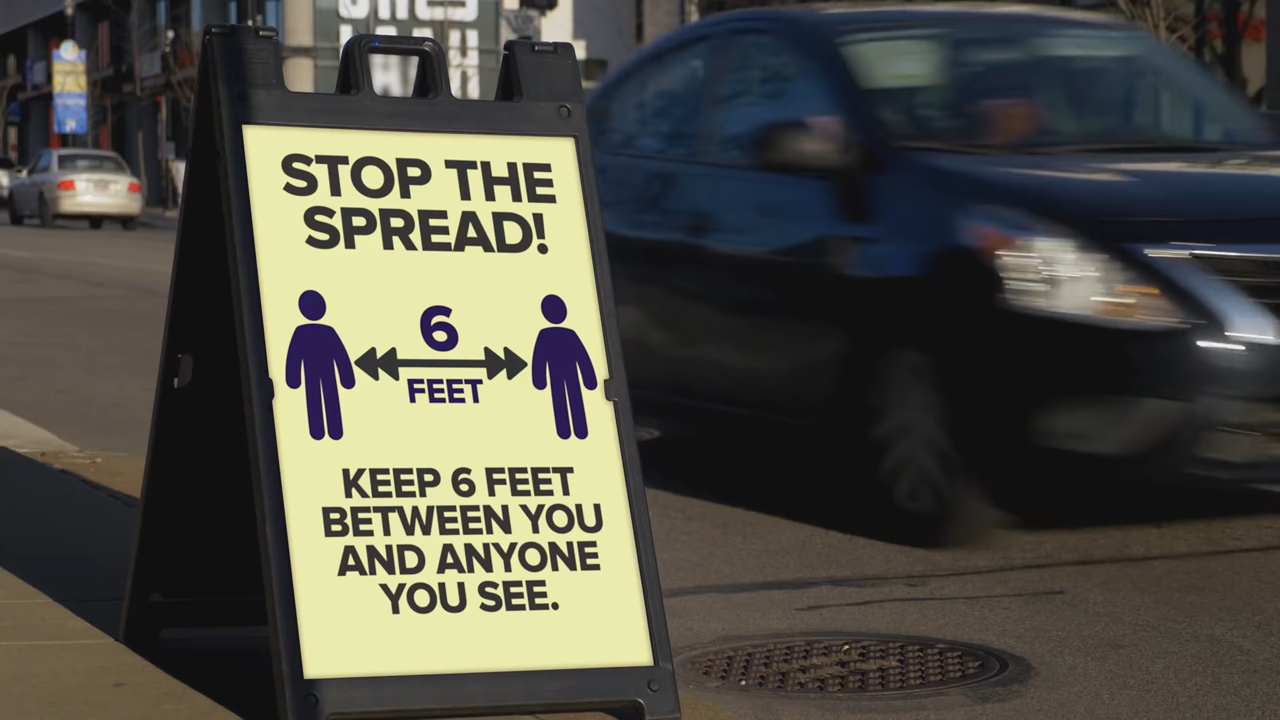 STOP THE
SPREAD!
6
FEET
KEEP 6 FEET
BETWEEN YOU
AND ANYONE
YOU SEE.